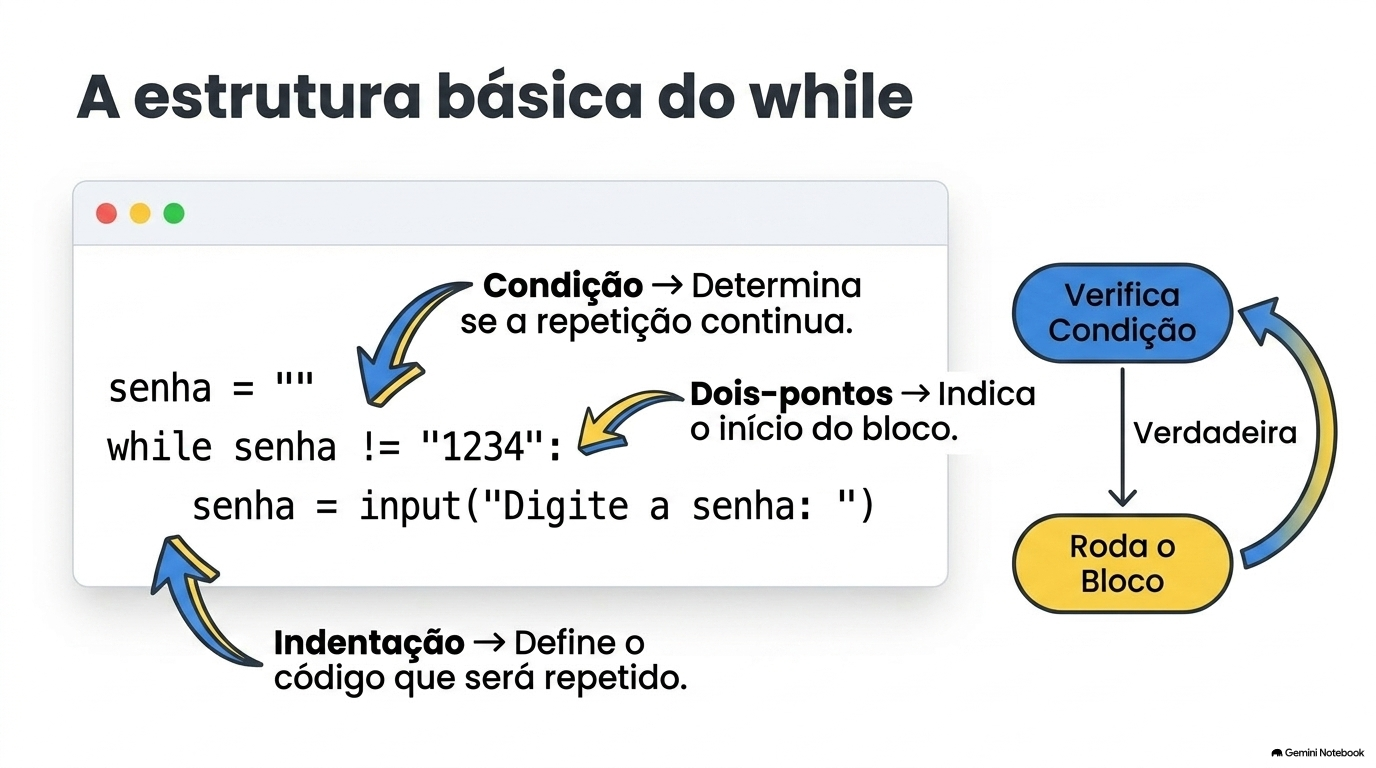 A estrutura básica do while
Condição → Determina
se a repetição continua.
senha = ""
Dois-pontos → Indica
o início do bloco.
while senha != "1234":
    senha = input("Digite a senha: ")
Indentação → Define o
código que será repetido.
Verifica
Condição
Verdadeira
Roda o
Bloco
Gemini Notebook